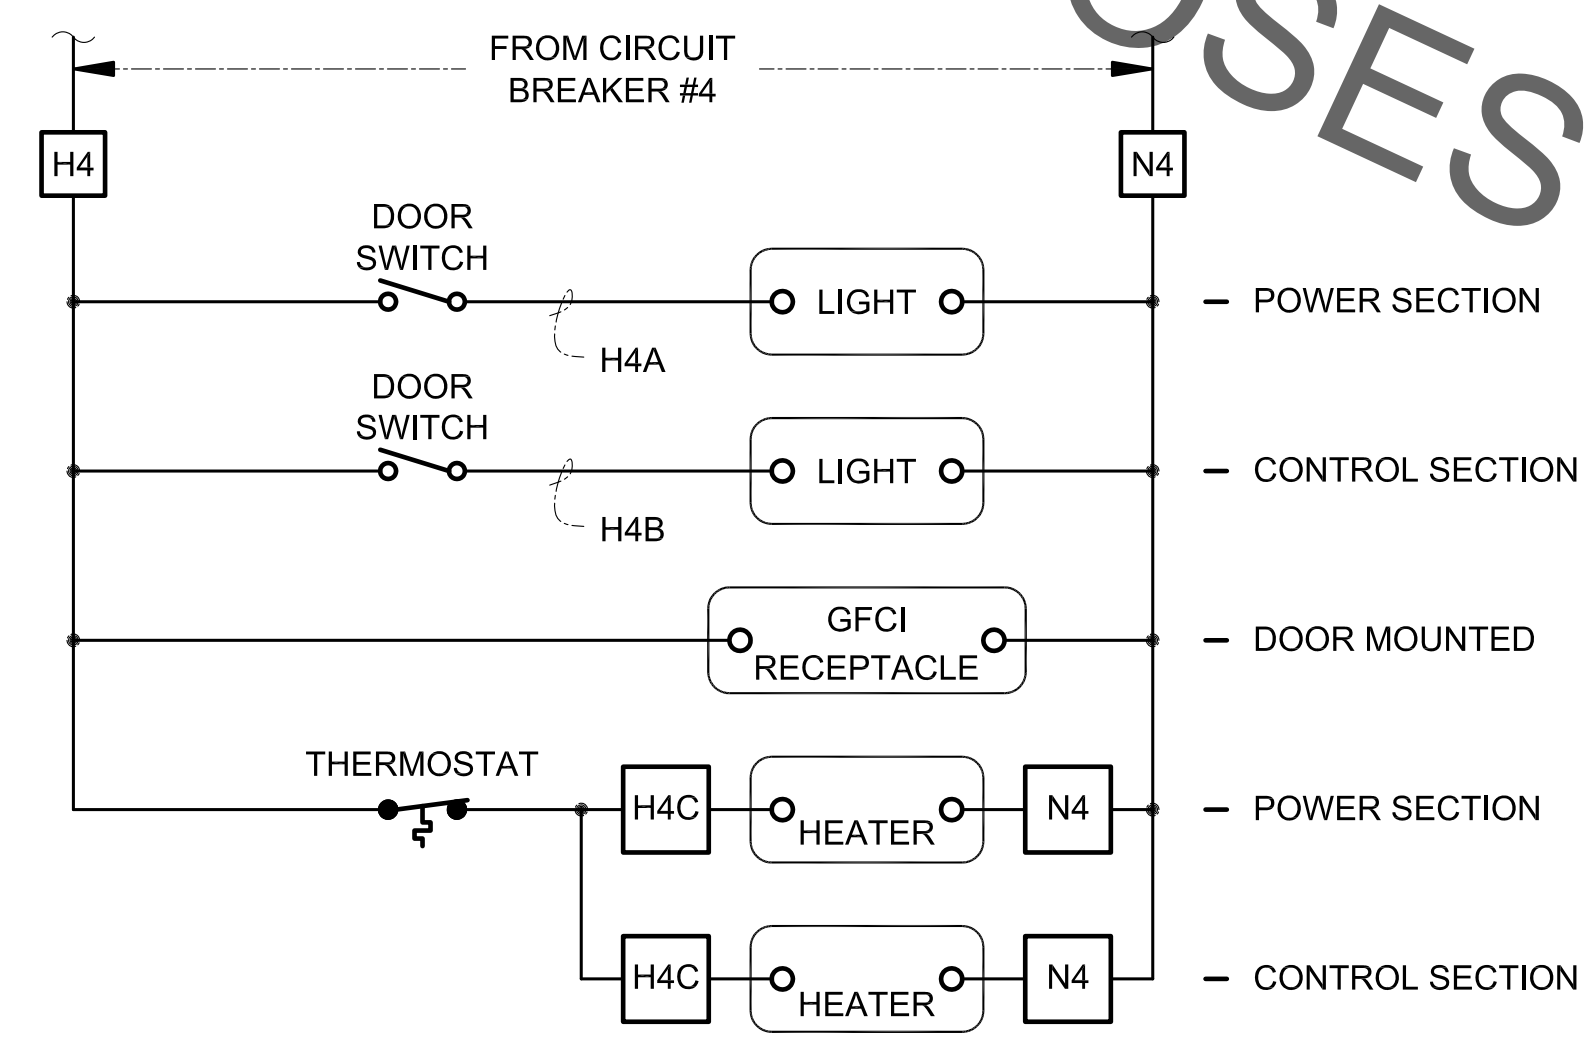 OSES
FROM CIRCUIT
BREAKER #4
H4
N4
DOOR
SWITCH
LIGHT
– POWER SECTION
H4A
DOOR
SWITCH
LIGHT
– CONTROL SECTION
H4B
GFCI
RECEPTACLE
– DOOR MOUNTED
THERMOSTAT
H4C
HEATER
N4
– POWER SECTION
H4C
HEATER
N4
– CONTROL SECTION